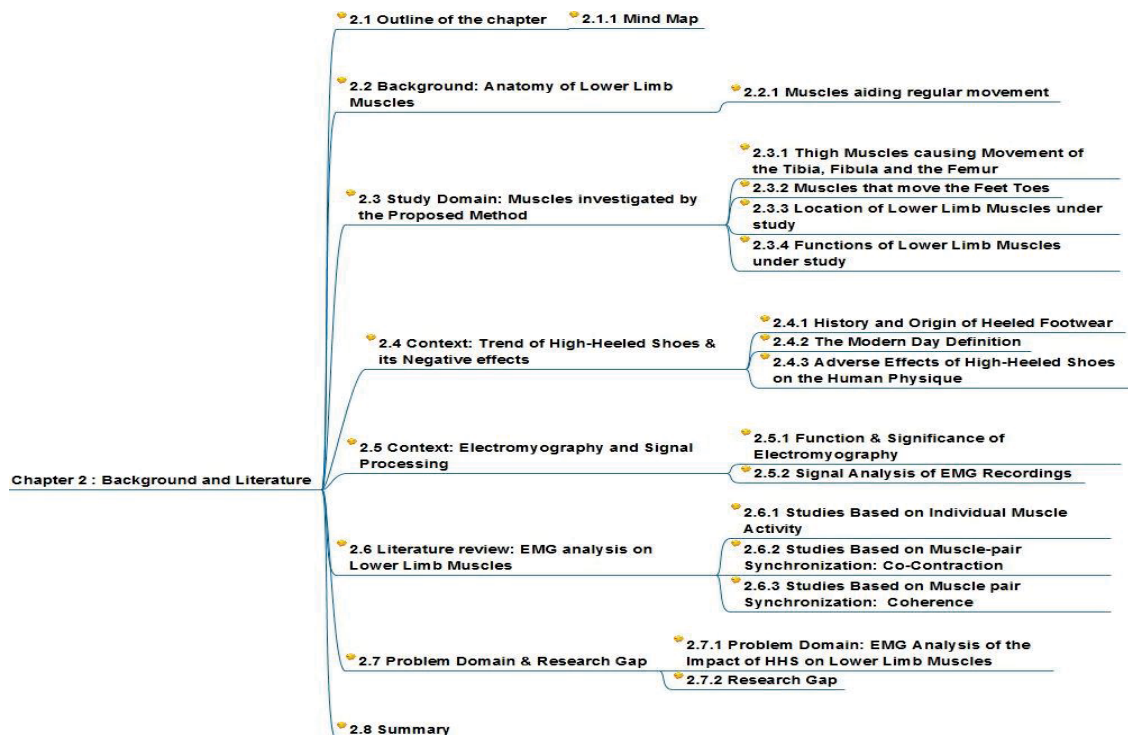 2.1 Outline of the chapter
2.1.1 Mind Map
2.2 Background: Anatomy of Lower Limb
Muscles
2.2.1 Muscles aiding regular movement
2.3 Study Domain: Muscles investigated by
the Proposed Method
2.3.1 Thigh Muscles causing Movement of
the Tibia, Fibula and the Femur
2.3.2 Muscles that move the Feet Toes
2.3.3 Location of Lower Limb Muscles under
study
2.3.4 Functions of Lower Limb Muscles
under study
2.4 Context: Trend of High-Heeled Shoes &
its Negative effects
2.4.1 History and Origin of Heeled Footwear
2.4.2 The Modern Day Definition
2.4.3 Adverse Effects of High-Heeled Shoes
on the Human Physique
2.5 Context: Electromyography and Signal
Processing
2.5.1 Function & Significance of
Electromyography
2.5.2 Signal Analysis of EMG Recordings
Chapter 2 : Background and Literature
2.6 Literature review: EMG analysis on
Lower Limb Muscles
2.6.1 Studies Based on Individual Muscle
Activity
2.6.2 Studies Based on Muscle-pair
Synchronization: Co-Contraction
2.6.3 Studies Based on Muscle pair
Synchronization: Coherence
2.7 Problem Domain & Research Gap
2.7.1 Problem Domain: EMG Analysis of the
Impact of HHS on Lower Limb Muscles
2.7.2 Research Gap
2.8 Summary